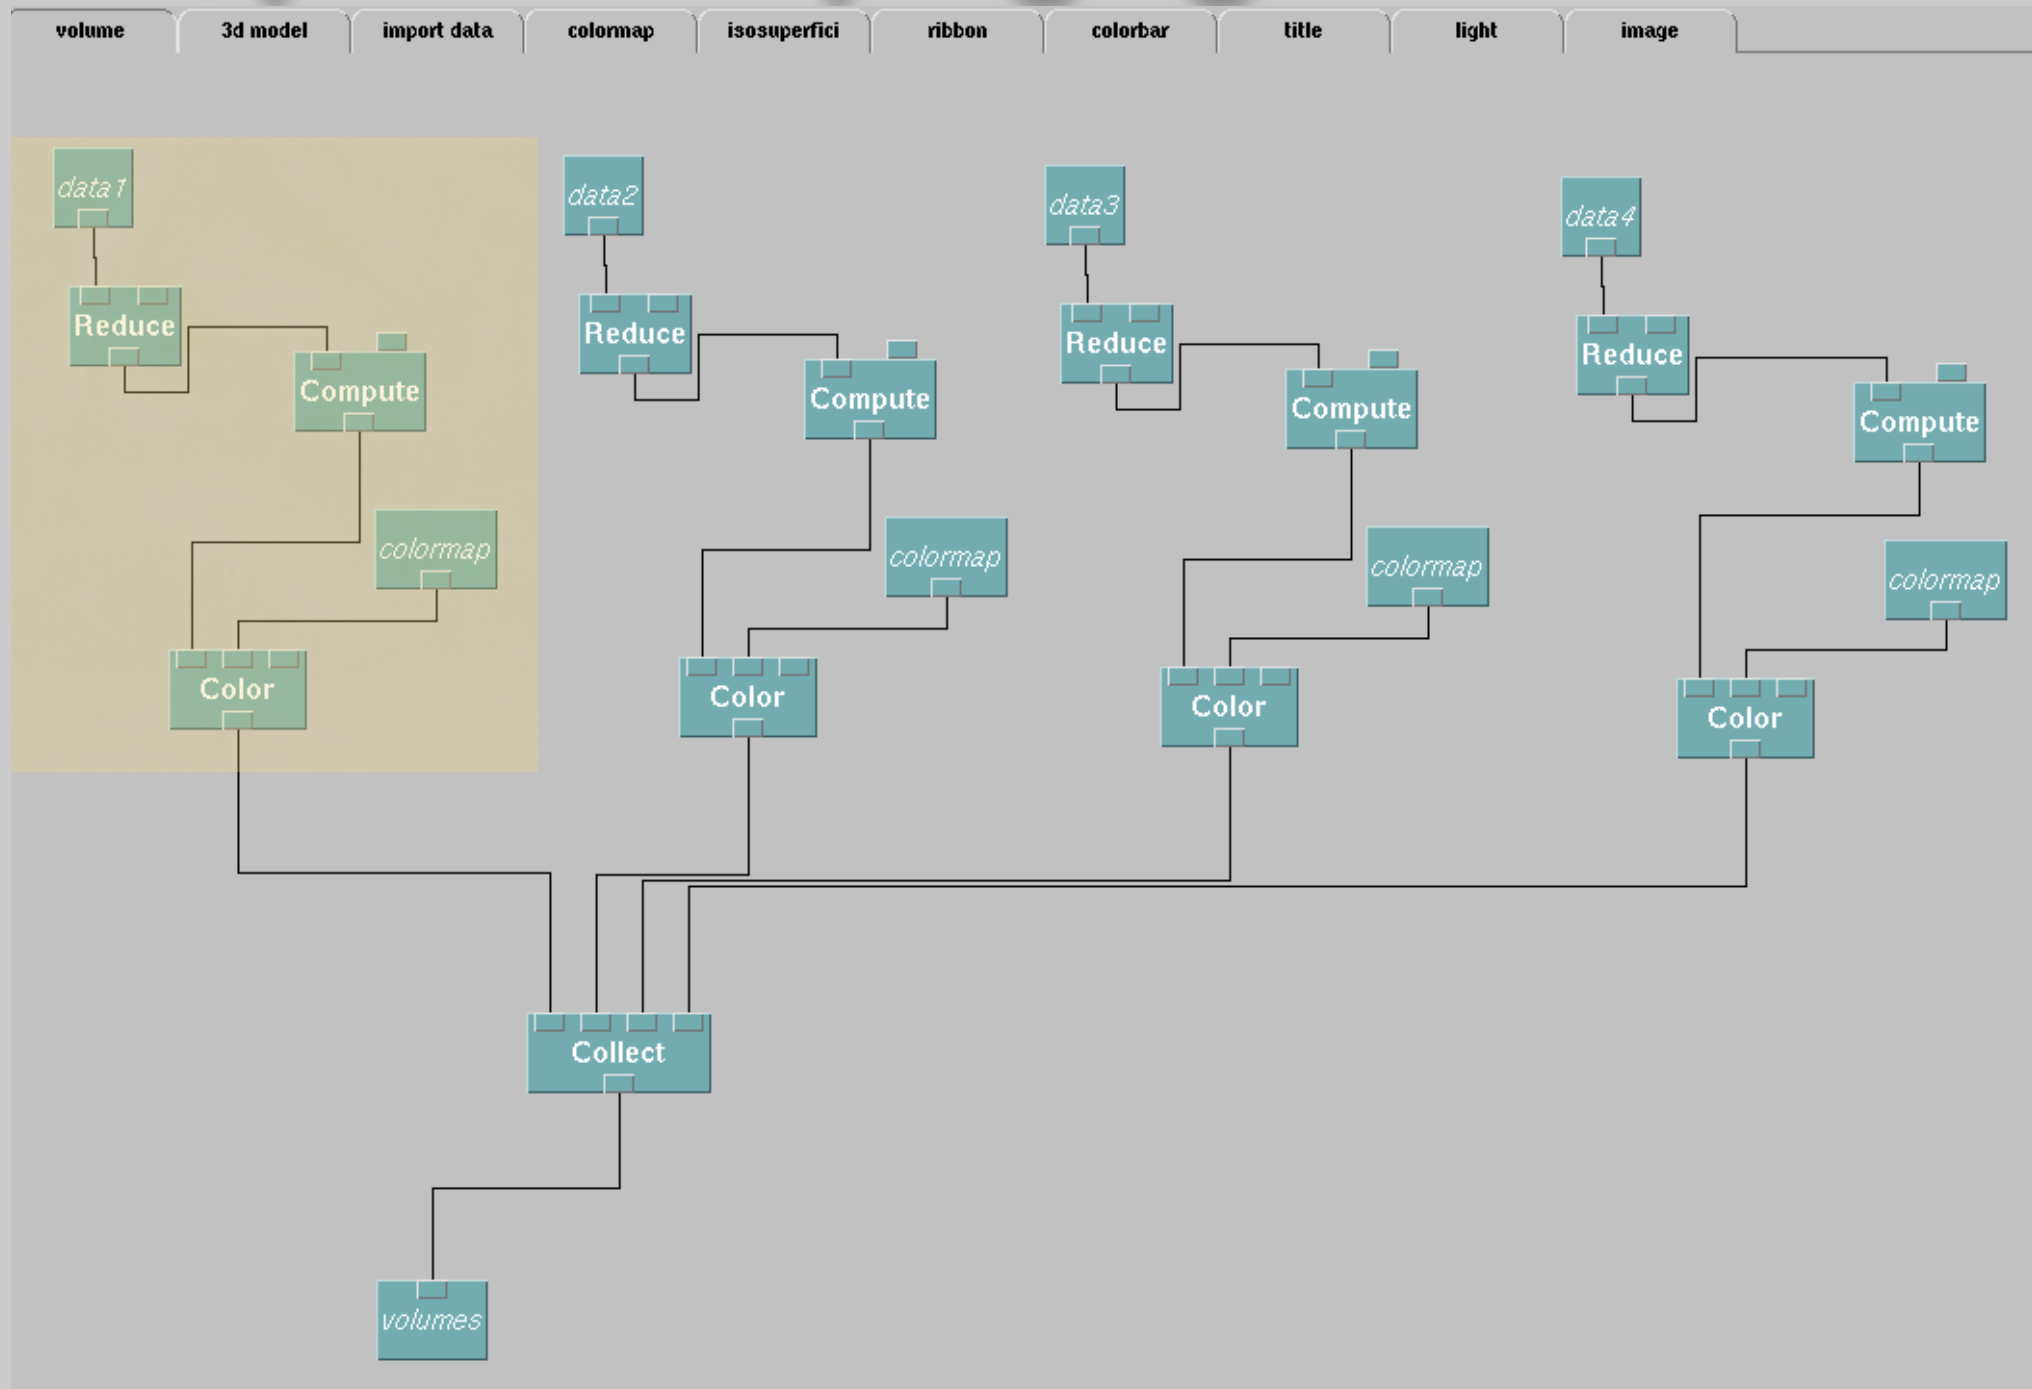 volume 3d model import data colormap isosuperfici ribbon colorbar title light image
data1 data2 data3 data4
Reduce Reduce Reduce Reduce
Compute Compute Compute Compute
colormap colormap colormap colormap
Color Color Color Color
Collect
volumes